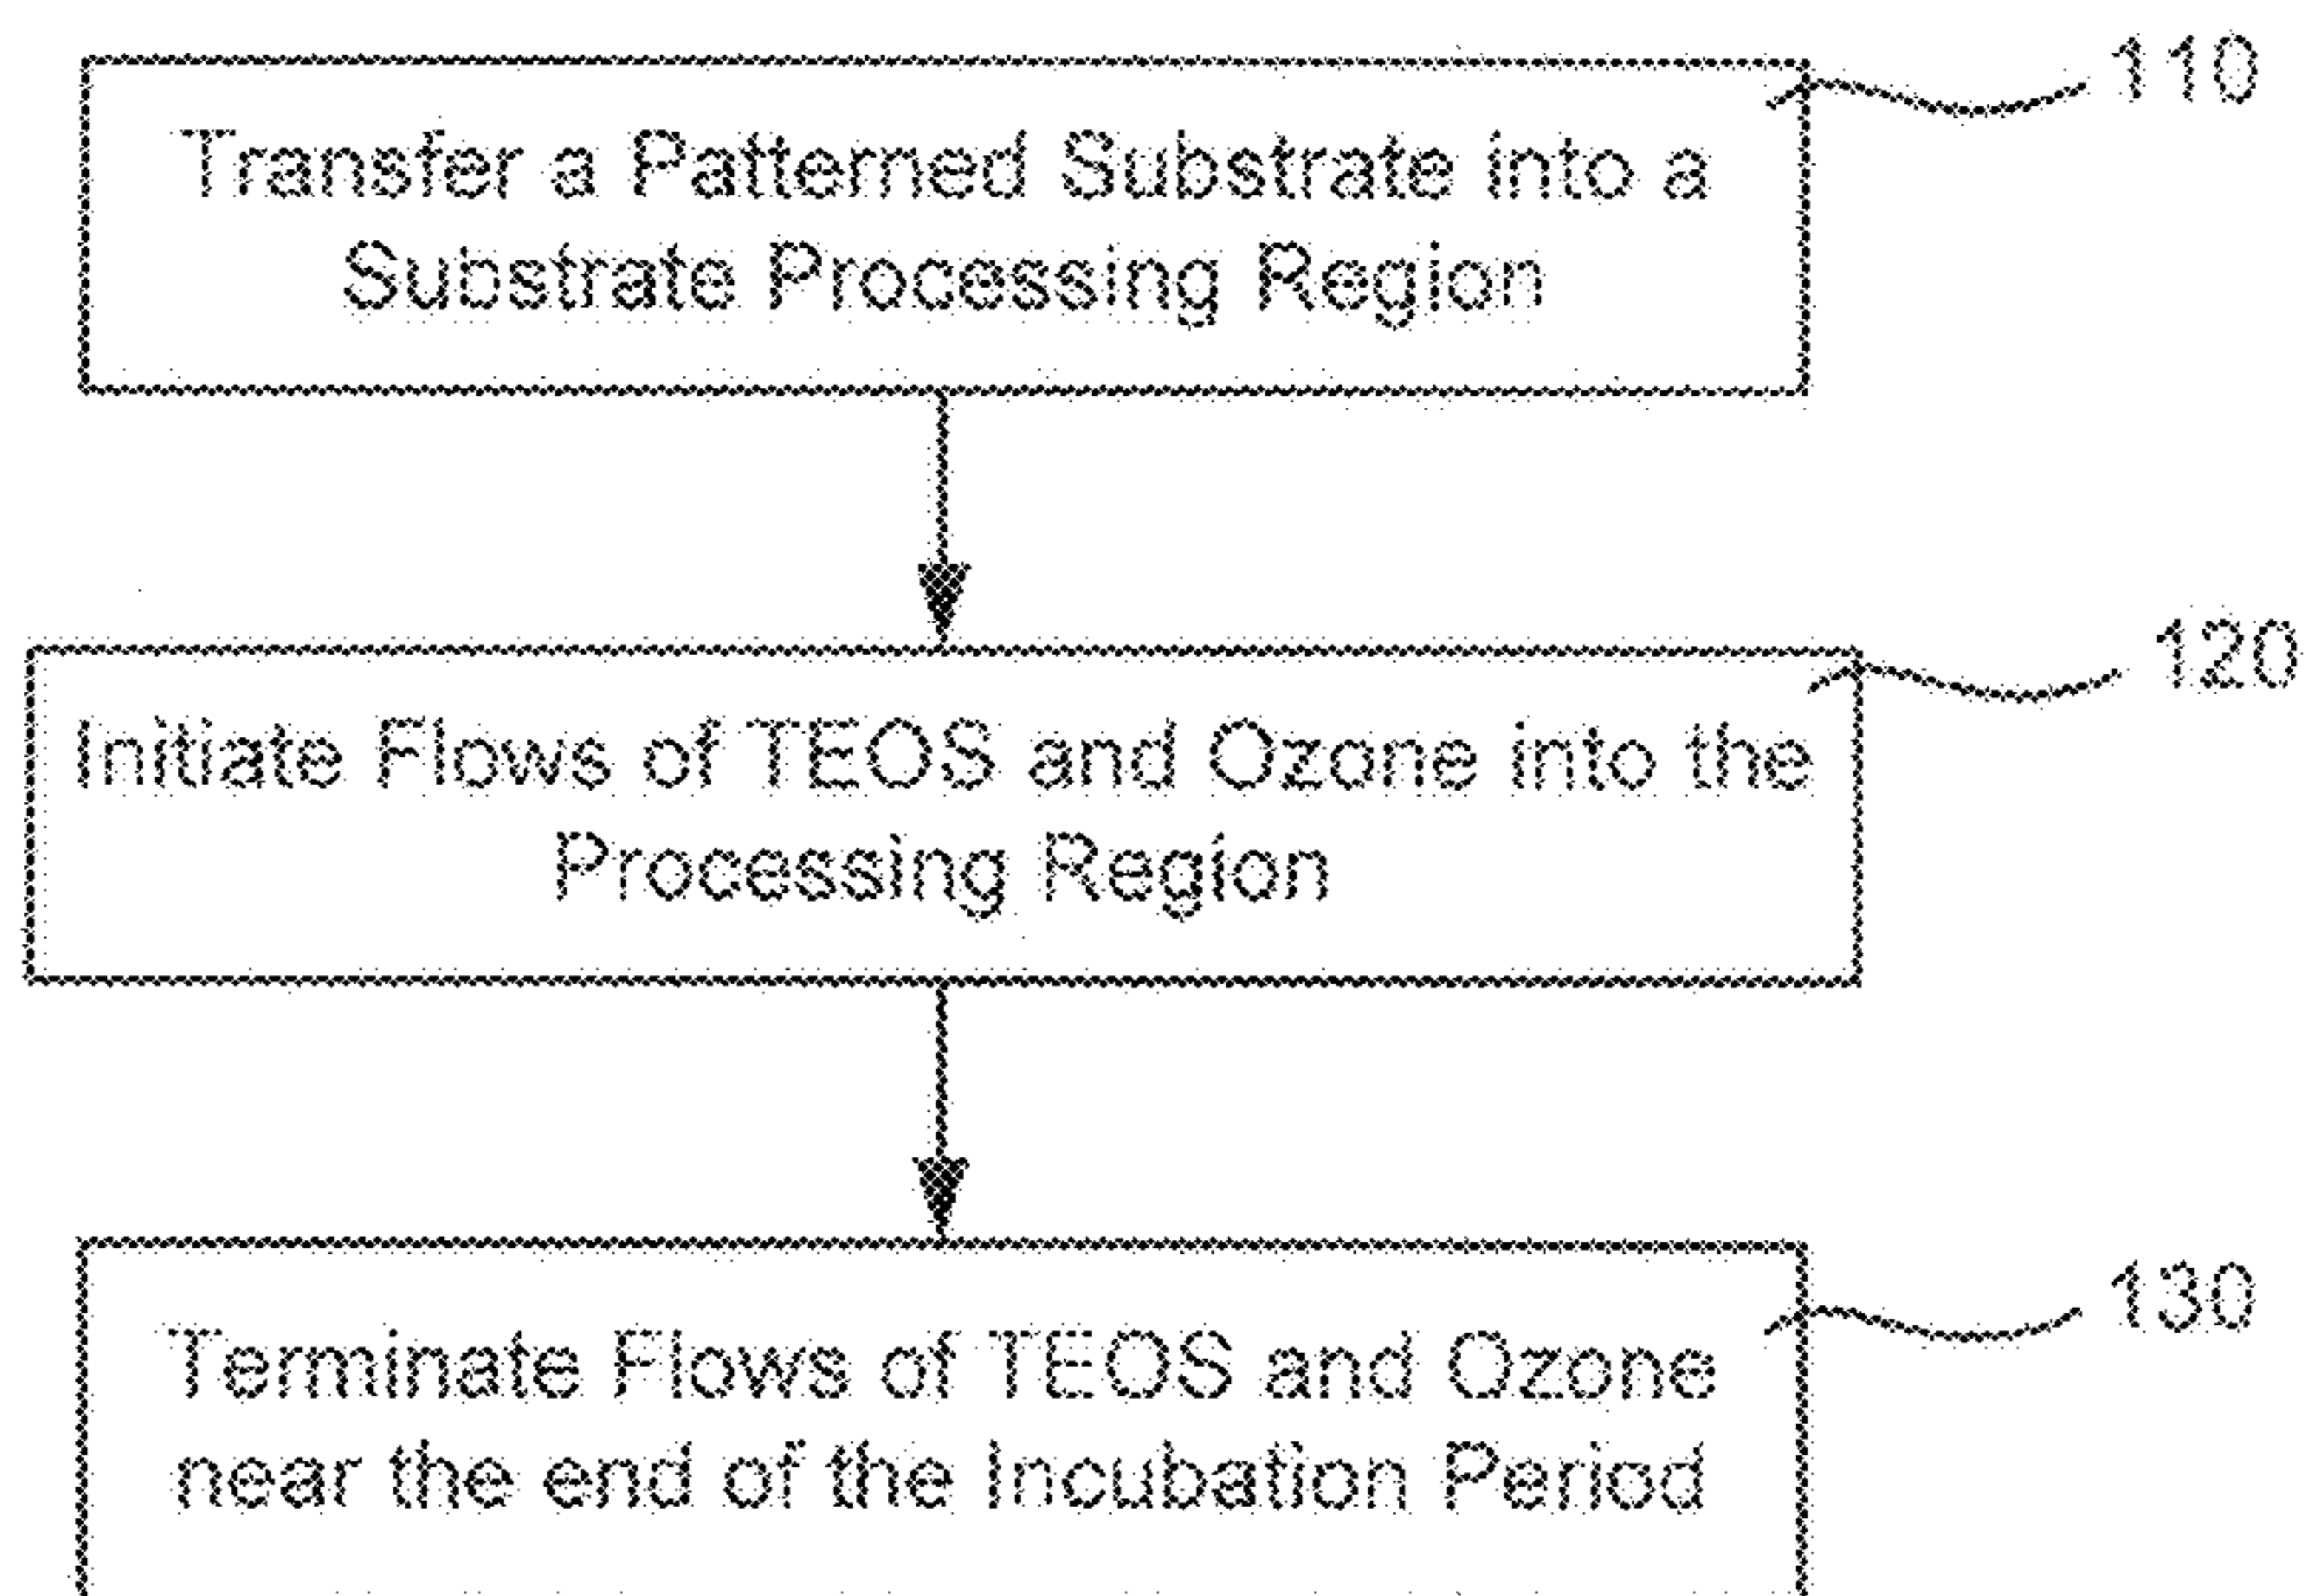 110
Transfer a Patterned Substrate into a
Substrate Processing Region
120
Initiate Flows of TEOS and Ozone into the
Processing Region
130
Terminate Flows of TEOS and Ozone
near the end of the Incubation Period